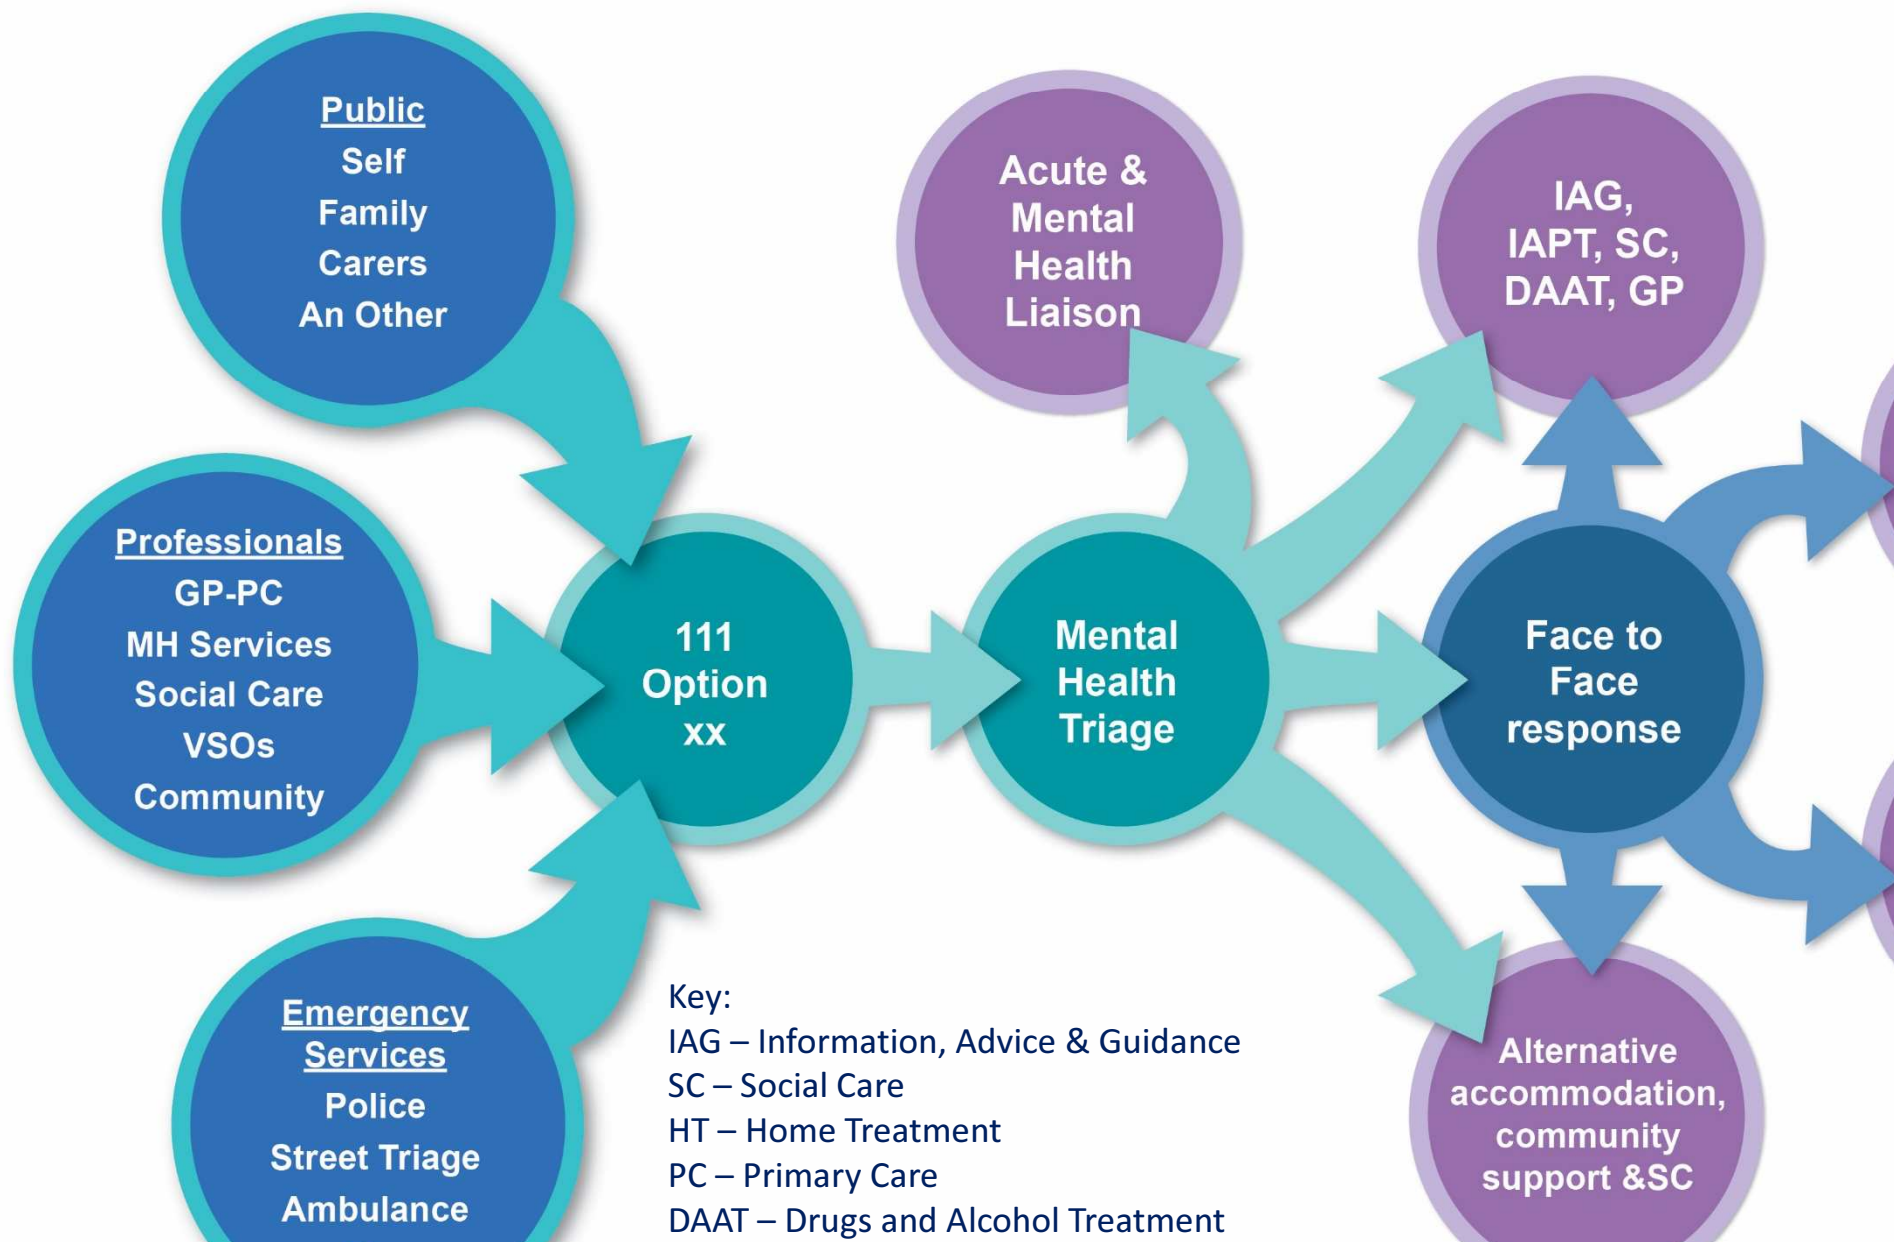 Public
Self
Family
Carers
An Other
Professionals
GP-PC
MH Services
Social Care
VSOs
Community
Emergency
Services
Police
Street Triage
Ambulance
111
Option
xx
Mental
Health
Triage
Acute &
Mental
Health
Liaison
IAG,
IAPT, SC,
DAAT, GP
Face to
Face
response
Alternative
accommodation,
community
support &SC
Key:
IAG – Information, Advice & Guidance
SC – Social Care
HT – Home Treatment
PC – Primary Care
DAAT – Drugs and Alcohol Treatment